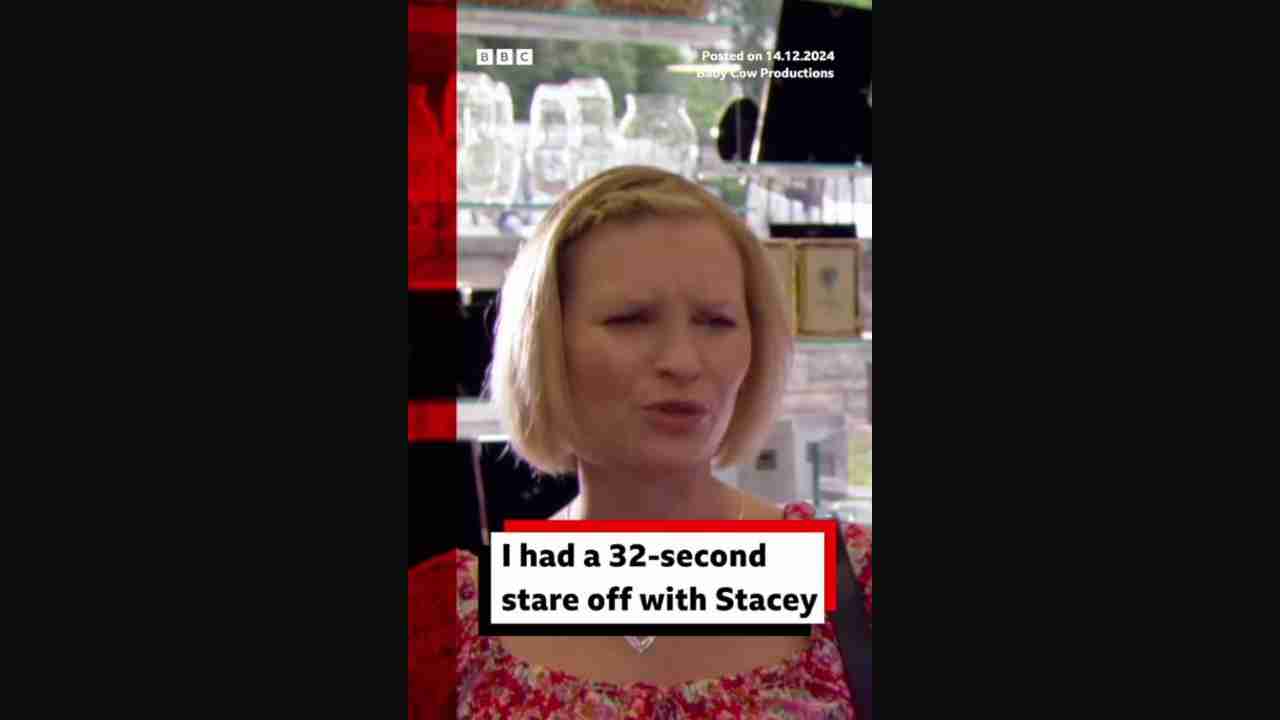 BBC
Posted on 14.12.2024
Baby Cow Productions
I had a 32-second
stare off with Stacey